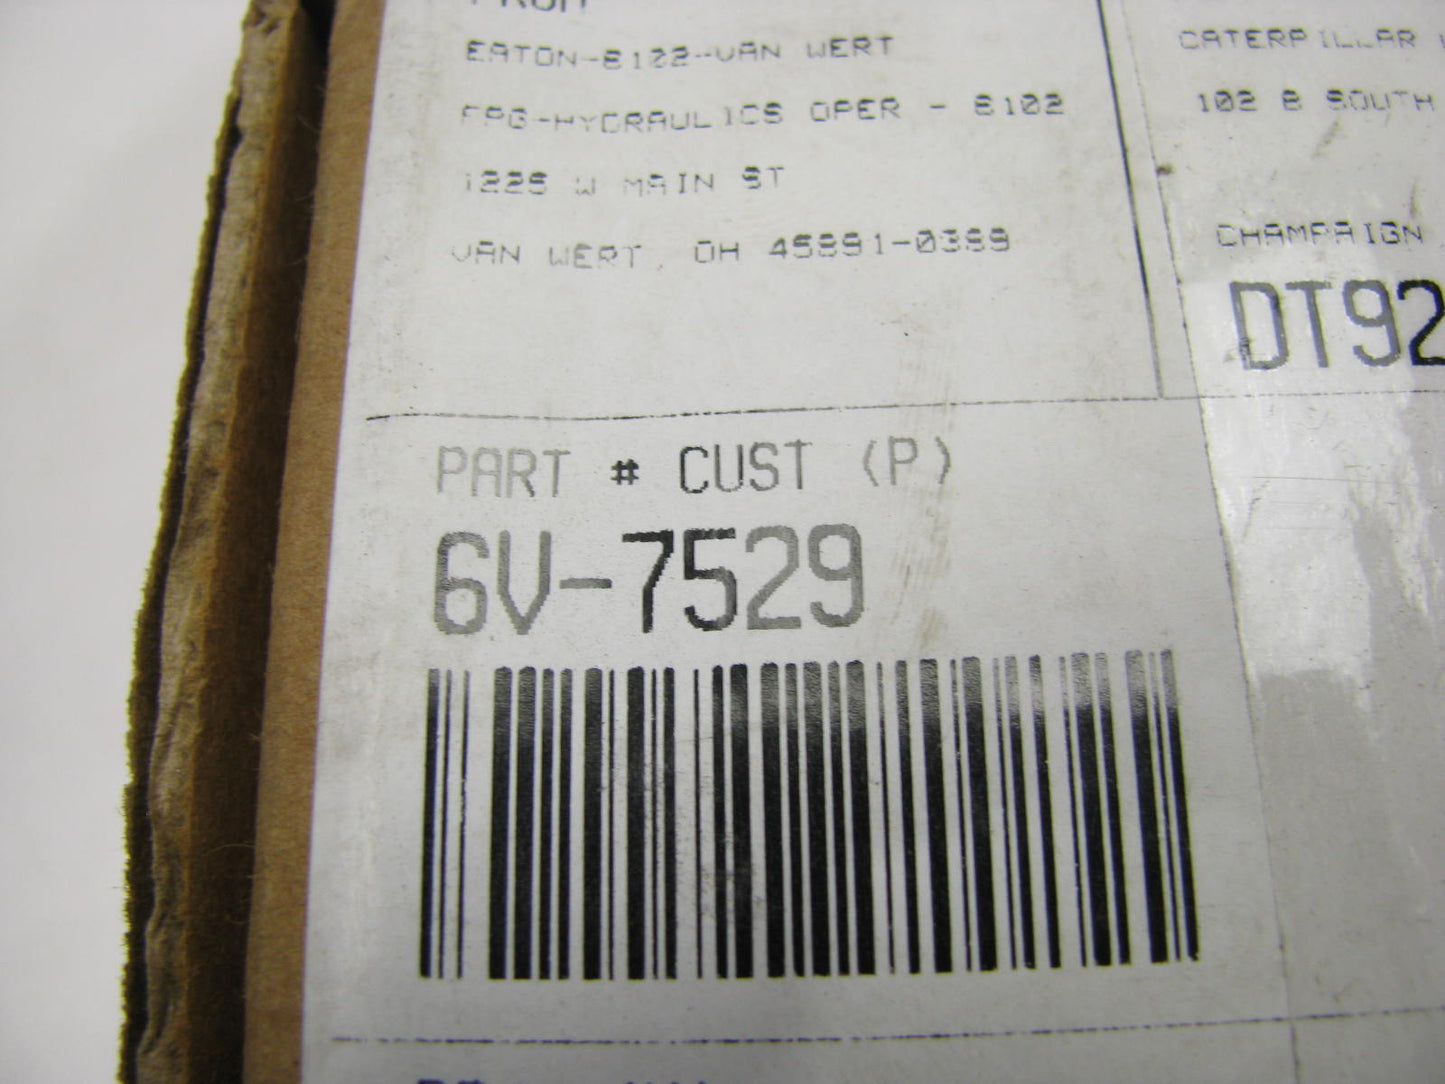 FROM
EATON-8122--VAN WERT
FPG-HYDRAULICS OPER - 8102
1225 W MAIN ST
VAN WERT, OH 45891-0389
CATERPILLAR
102 B SOUTH
CHAMPAIGN
DT92
PART # CUST (P)
6V-7529